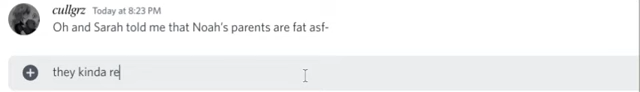 cullgrz Today at 8:23 PM
Oh and Sarah told me that Noah's parents are fat asf-
they kinda re